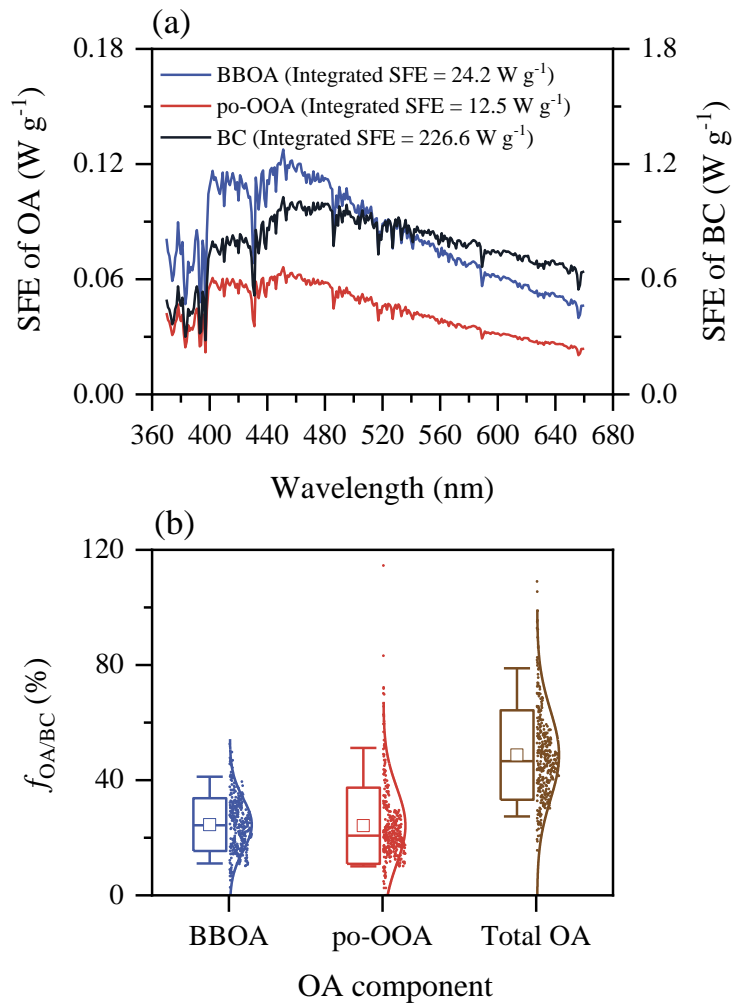 (a)
0.18
1.8
BBOA (Integrated SFE = 24.2 W g⁻¹)
po-OOA (Integrated SFE = 12.5 W g⁻¹)
BC (Integrated SFE = 226.6 W g⁻¹)
0.12
1.2
SFE of OA (W g⁻¹)
SFE of BC (W g⁻¹)
0.06
0.6
0.00
0.0
360 400 440 480 520 560 600 640 680
Wavelength (nm)
(b)
120
80
f OA/BC (%)
40
0
BBOA po-OOA Total OA
OA component